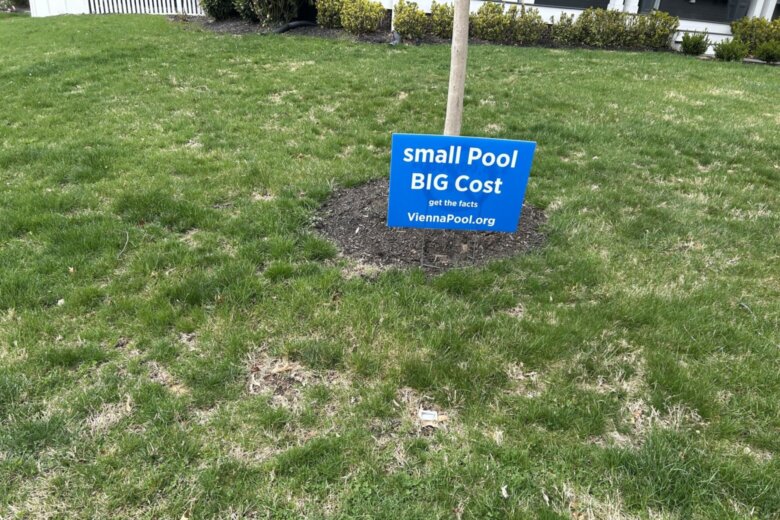 small Pool
BIG Cost
get the facts
ViennaPool.org